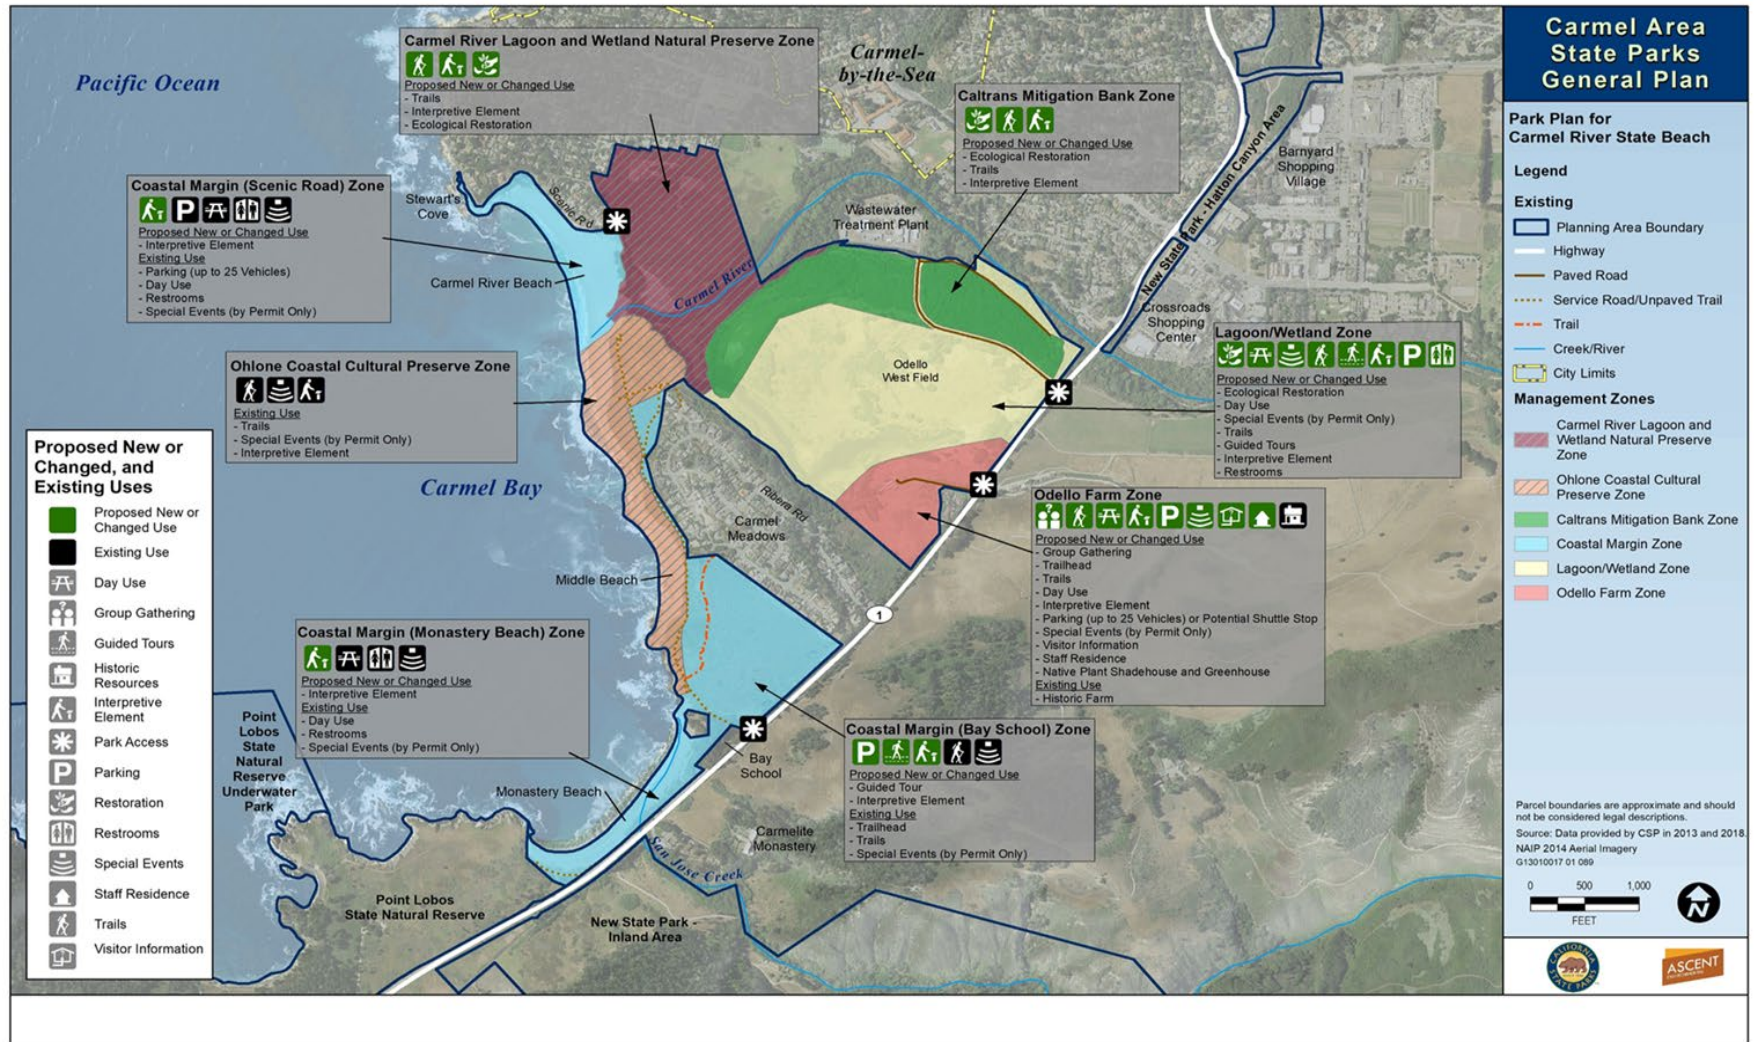 Carmel Area
State Parks
General Plan
Park Plan for
Carmel River State Beach
Legend
Existing
Planning Area Boundary
Highway
Paved Road
Service Road/Unpaved Trail
Trail
Creek/River
City Limits
Management Zones
Carmel River Lagoon and
Wetland Natural Preserve
Zone
Ohlone Coastal Cultural
Preserve Zone
Caltrans Mitigation Bank Zone
Coastal Margin Zone
Lagoon/Wetland Zone
Odello Farm Zone
Parcel boundaries are approximate and should
not be considered legal descriptions.
Source: Data provided by CSP in 2013 and 2018.
NAIP 2014 Aerial Imagery
G13010017 01 089
0 500 1,000
FEET
N
CALIFORNIA
STATE PARKS
ASCENT
Pacific Ocean
Carmel River Lagoon and Wetland Natural Preserve Zone
Proposed New or Changed Use
- Trails
- Interpretive Element
- Ecological Restoration
Carmel-
by-the-Sea
Caltrans Mitigation Bank Zone
Proposed New or Changed Use
- Ecological Restoration
- Trails
- Interpretive Element
New State Park - Hatton Canyon Area
Barnyard
Shopping
Village
Coastal Margin (Scenic Road) Zone
P
Proposed New or Changed Use
- Interpretive Element
Existing Use
- Parking (up to 25 Vehicles)
- Day Use
- Restrooms
- Special Events (by Permit Only)
Stewart's
Cove
Scenic Rd
Wastewater
Treatment Plant
Carmel River Beach
Carmel River
Crossroads
Shopping
Center
Lagoon/Wetland Zone
P
Proposed New or Changed Use
- Ecological Restoration
- Day Use
- Special Events (by Permit Only)
- Trails
- Guided Tours
- Interpretive Element
- Restrooms
Ohlone Coastal Cultural Preserve Zone
Existing Use
- Trails
- Special Events (by Permit Only)
- Interpretive Element
Odello
West Field
Carmel Bay
Ribera Rd
Carmel
Meadows
Middle Beach
1
Odello Farm Zone
P
Proposed New or Changed Use
- Group Gathering
- Trailhead
- Trails
- Day Use
- Interpretive Element
- Parking (up to 25 Vehicles) or Potential Shuttle Stop
- Special Events (by Permit Only)
- Visitor Information
- Staff Residence
- Native Plant Shadehouse and Greenhouse
Existing Use
- Historic Farm
Coastal Margin (Monastery Beach) Zone
Proposed New or Changed Use
- Interpretive Element
Existing Use
- Day Use
- Restrooms
- Special Events (by Permit Only)
Coastal Margin (Bay School) Zone
P
Proposed New or Changed Use
- Guided Tour
- Interpretive Element
Existing Use
- Trailhead
- Trails
- Special Events (by Permit Only)
Bay
School
Monastery Beach
Carmelite
Monastery
San Jose Creek
Point
Lobos
State
Natural
Reserve
Underwater
Park
Point Lobos
State Natural Reserve
New State Park -
Inland Area
Proposed New or
Changed, and
Existing Uses
Proposed New or
Changed Use
Existing Use
Day Use
Group Gathering
Guided Tours
Historic
Resources
Interpretive
Element
Park Access
P Parking
Restoration
Restrooms
Special Events
Staff Residence
Trails
Visitor Information